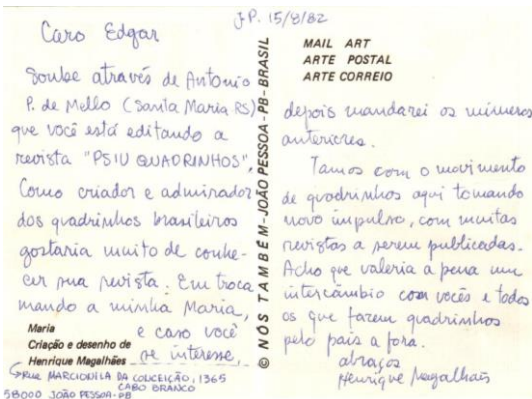 J.P. 15/8/82
Caro Edgar
Soube através de Antonio
P. de Mello (Santa Maria-RS)
que você está editando a
revista "PSIU QUADRINHOS",
Como criador e admirador
dos quadrinhos brasileiros
gostaria muito de conhe-
cer sua revista. Em troca
mando a minha Maria,
e caso você
se interesse,
Maria
Criação e desenho de
Henrique Magalhães
RUA MARCIONILA DA CONCEIÇÃO, 1365
CABO BRANCO
58000 JOÃO PESSOA-PB
© NÓS TAMBÉM-JOÃO PESSOA-PB-BRASIL
MAIL ART
ARTE POSTAL
ARTE CORREIO
depois mandarei os números
anteriores.
Tamos com o movimento
de quadrinhos aqui tomando
novo impulso, com muitas
revistas a serem publicadas.
Acho que valeria a pena um
intercâmbio com vocês e todos
os que fazem quadrinhos
pelo país a fora.
abraços
Henrique Magalhães